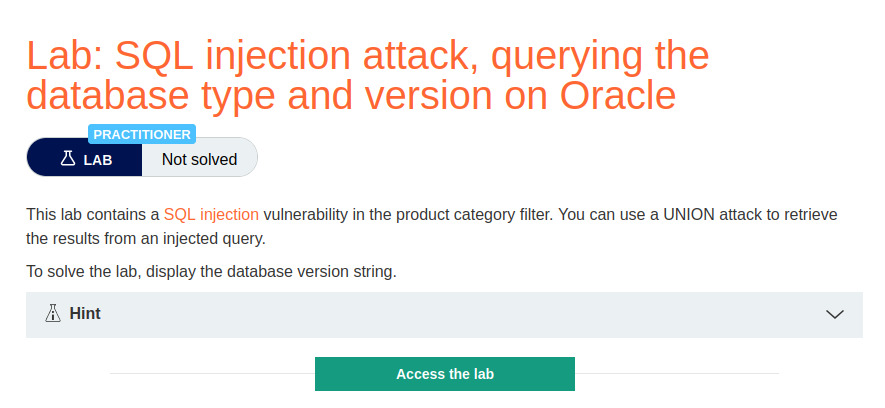 Lab: SQL injection attack, querying the
database type and version on Oracle
PRACTITIONER
LAB
Not solved
This lab contains a SQL injection vulnerability in the product category filter. You can use a UNION attack to retrieve
the results from an injected query.
To solve the lab, display the database version string.
Hint
Access the lab